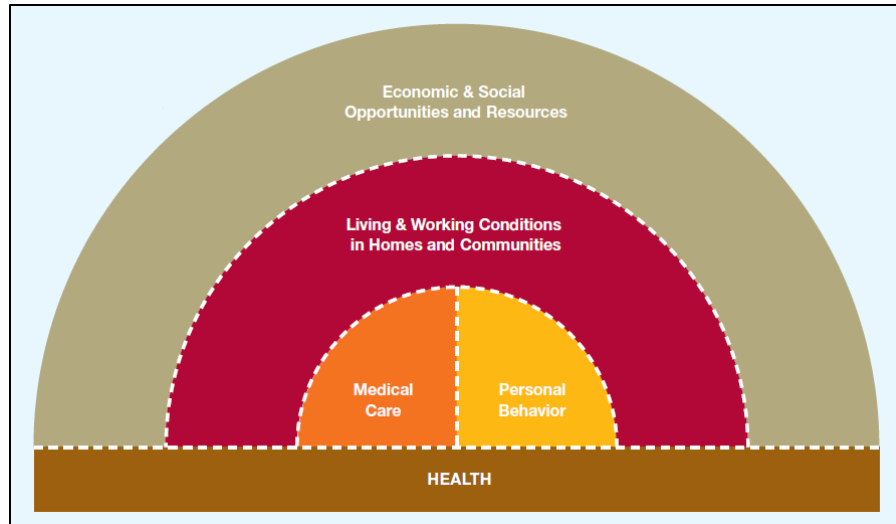 Economic & Social
Opportunities and Resources
Living & Working Conditions
in Homes and Communities
Medical
Care
Personal
Behavior
HEALTH